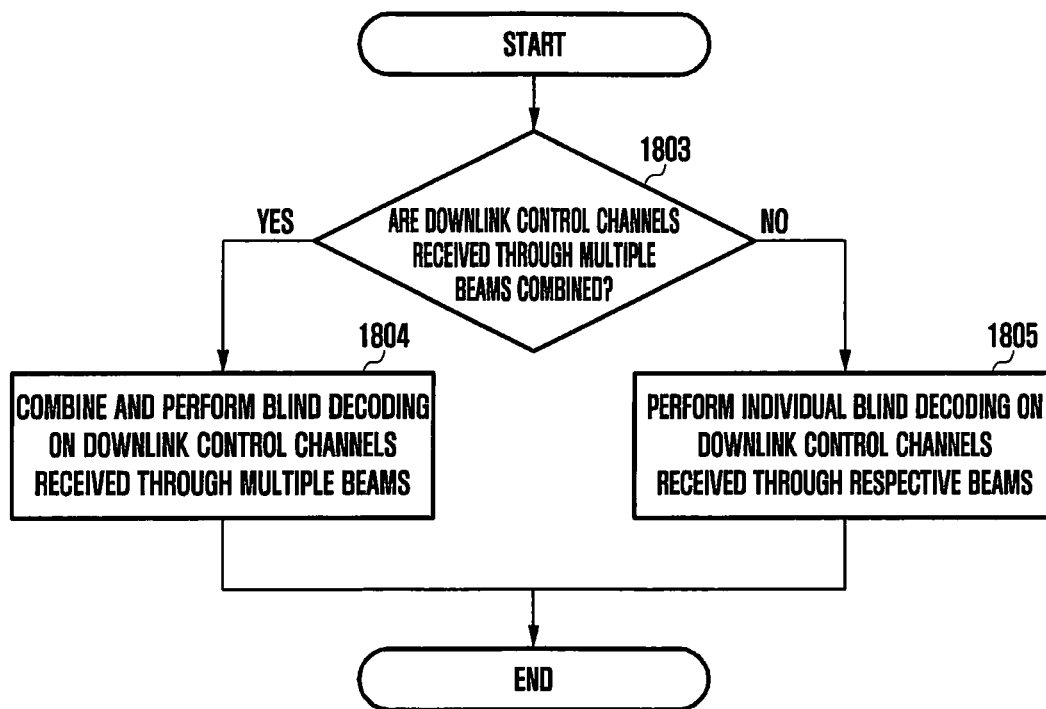 START
1803
YES
ARE DOWNLINK CONTROL CHANNELS
RECEIVED THROUGH MULTIPLE
BEAMS COMBINED?
NO
1804
COMBINE AND PERFORM BLIND DECODING
ON DOWNLINK CONTROL CHANNELS
RECEIVED THROUGH MULTIPLE BEAMS
1805
PERFORM INDIVIDUAL BLIND DECODING ON
DOWNLINK CONTROL CHANNELS
RECEIVED THROUGH RESPECTIVE BEAMS
END